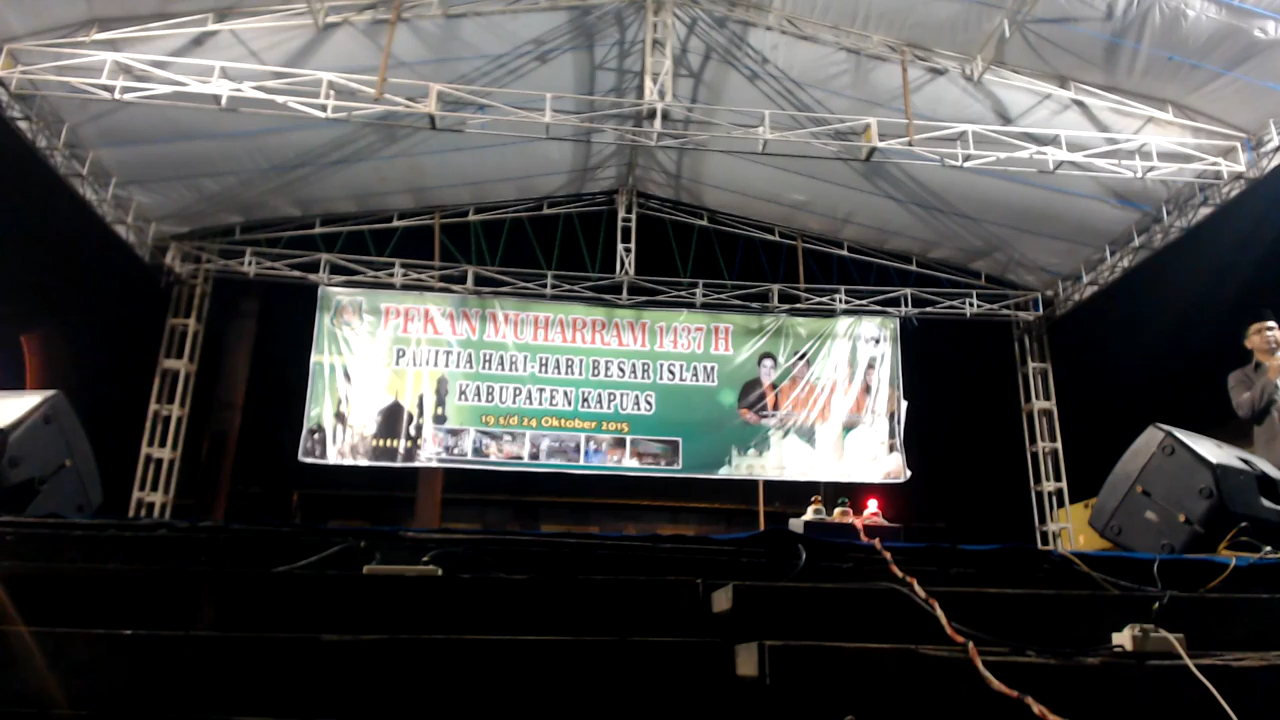 PEKAN MUHARRAM 1437 H
PANITIA HARI-HARI BESAR ISLAM
KABUPATEN KAPUAS
19 s/d 24 Oktober 2015